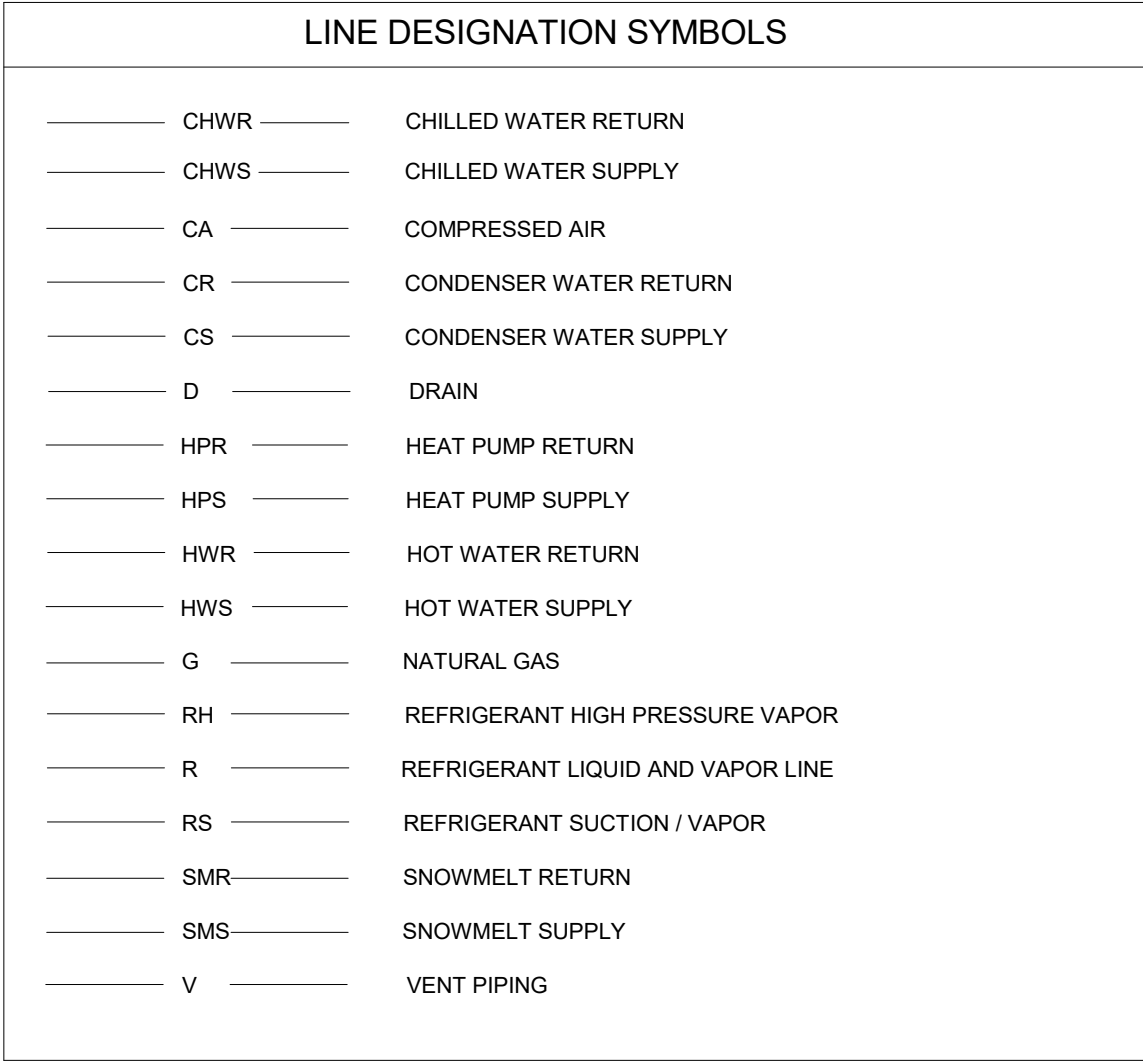 LINE DESIGNATION SYMBOLS
CHWR CHILLED WATER RETURN
CHWS CHILLED WATER SUPPLY
CA COMPRESSED AIR
CR CONDENSER WATER RETURN
CS CONDENSER WATER SUPPLY
D DRAIN
HPR HEAT PUMP RETURN
HPS HEAT PUMP SUPPLY
HWR HOT WATER RETURN
HWS HOT WATER SUPPLY
G NATURAL GAS
RH REFRIGERANT HIGH PRESSURE VAPOR
R REFRIGERANT LIQUID AND VAPOR LINE
RS REFRIGERANT SUCTION / VAPOR
SMR SNOWMELT RETURN
SMS SNOWMELT SUPPLY
V VENT PIPING